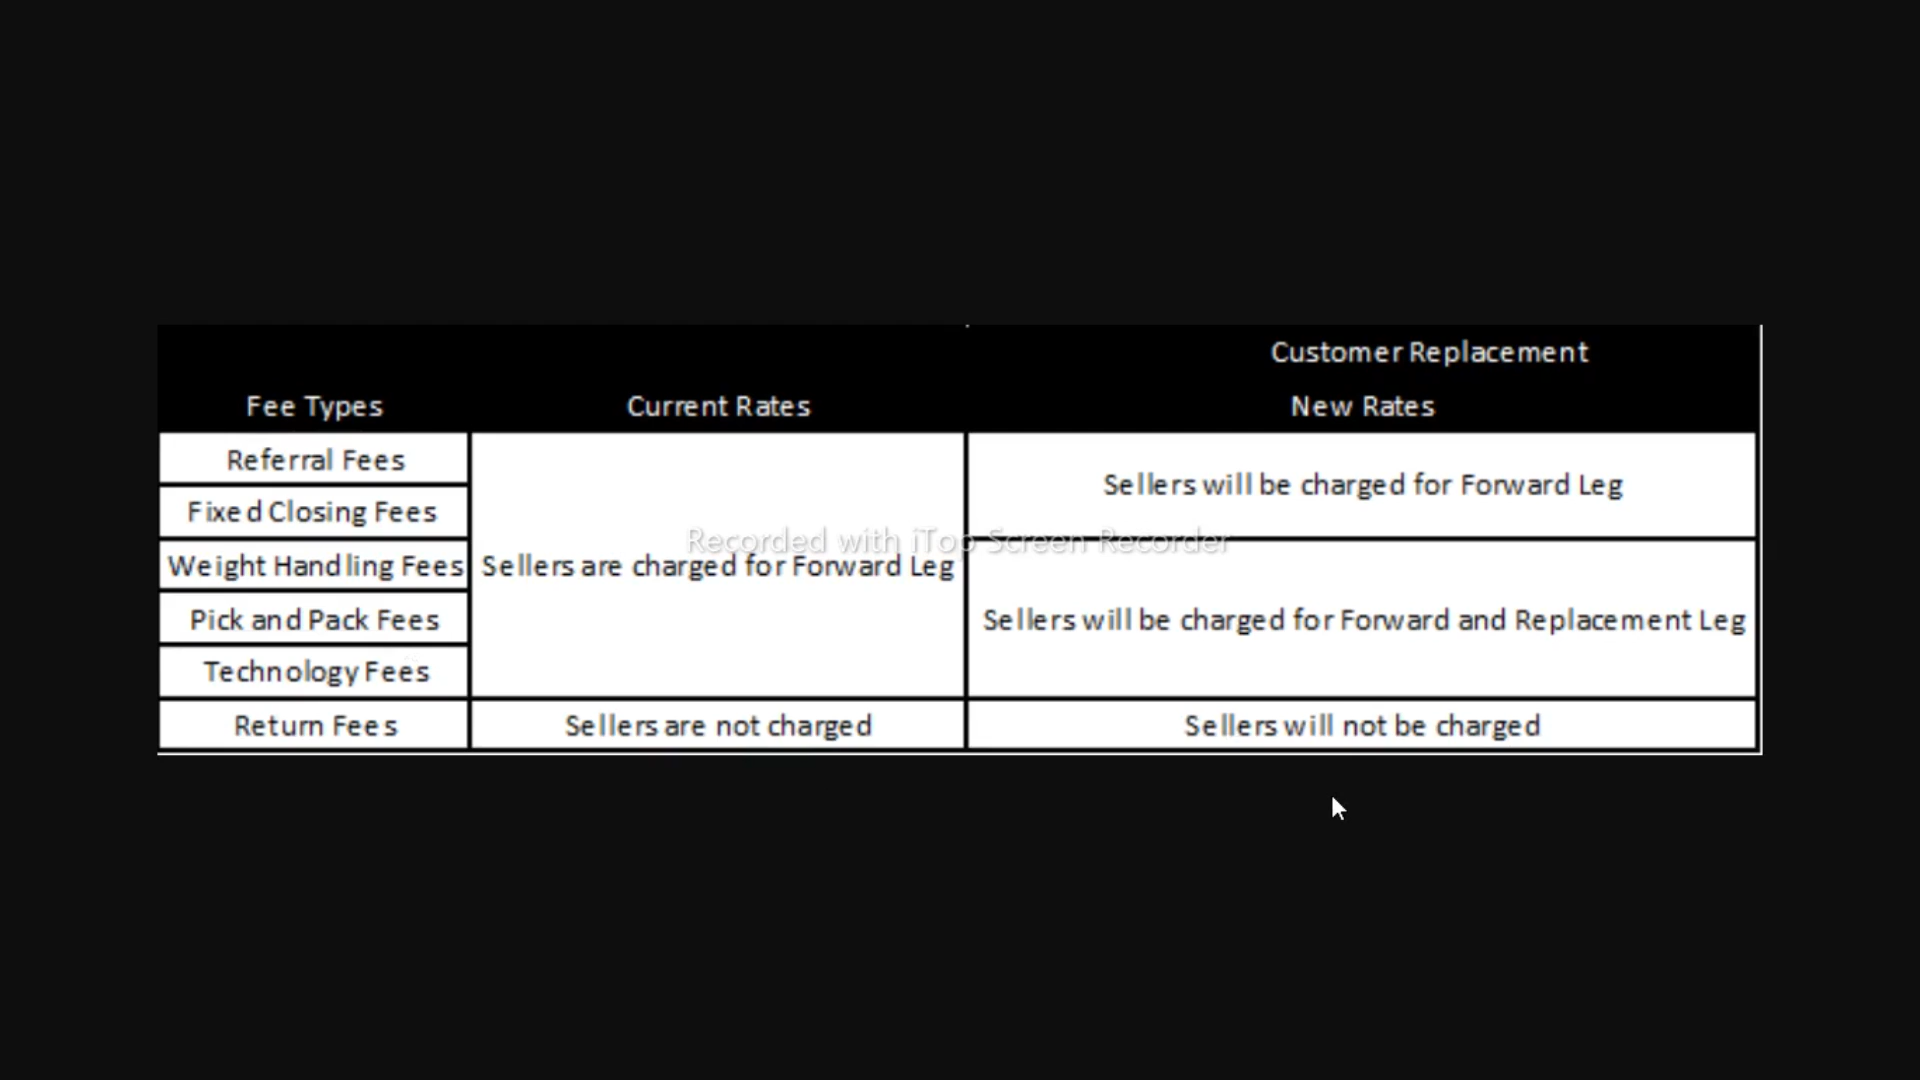 Customer Replacement
Fee Types Current Rates New Rates
Referral Fees
Sellers will be charged for Forward Leg
Fixed Closing Fees
Recorded with iTop Screen Recorder
Weight Handling Fees Sellers are charged for Forward Leg
Pick and Pack Fees Sellers will be charged for Forward and Replacement Leg
Technology Fees
Return Fees Sellers are not charged Sellers will not be charged